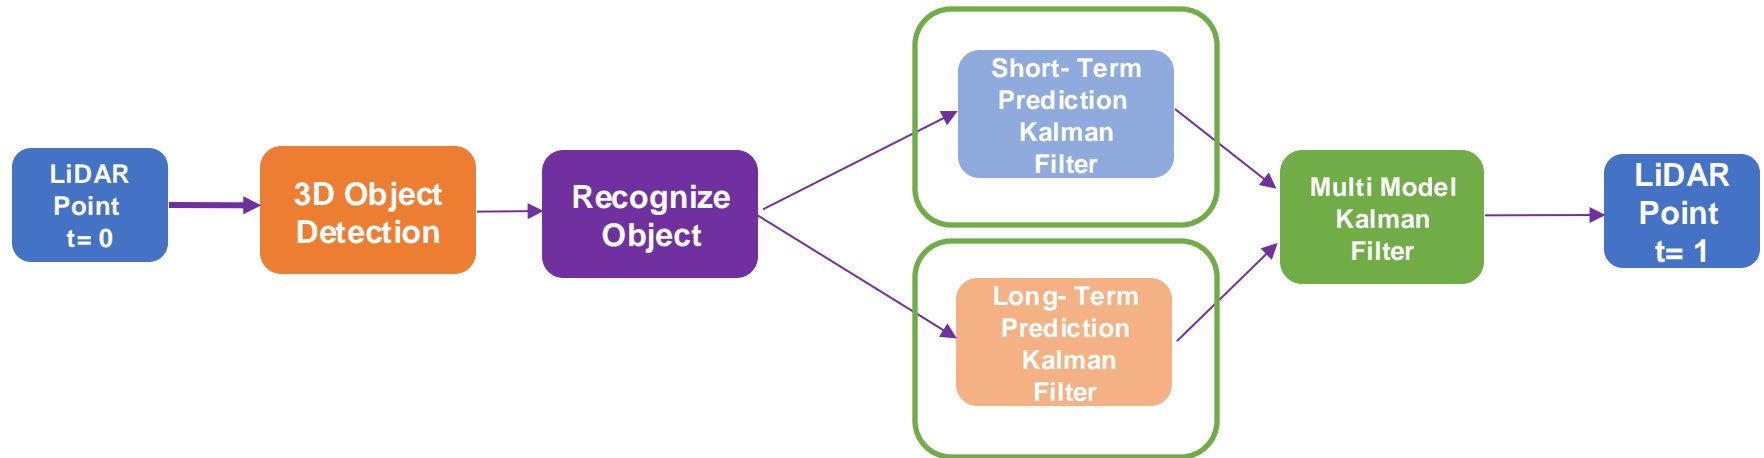 LiDAR
Point
t= 0
3D Object
Detection
Recognize
Object
Short- Term
Prediction
Kalman
Filter
Long- Term
Prediction
Kalman
Filter
Multi Model
Kalman
Filter
LiDAR
Point
t= 1